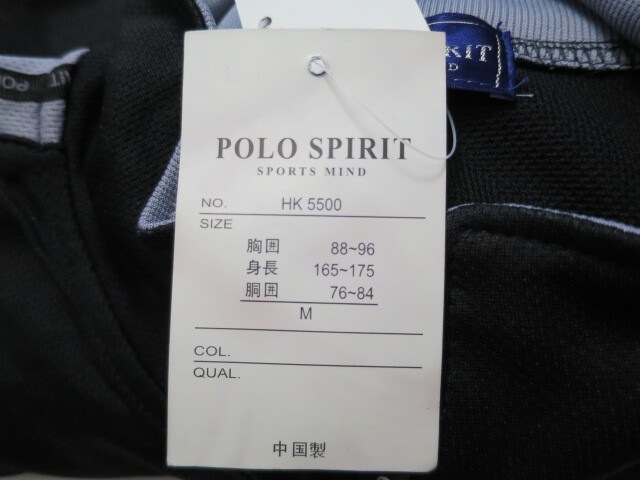 POLO SPIRIT
SPORTS MIND
NO. HK 5500
SIZE
胸囲 88~96
身長 165~175
胴囲 76~84
M
COL.
QUAL.
中国製